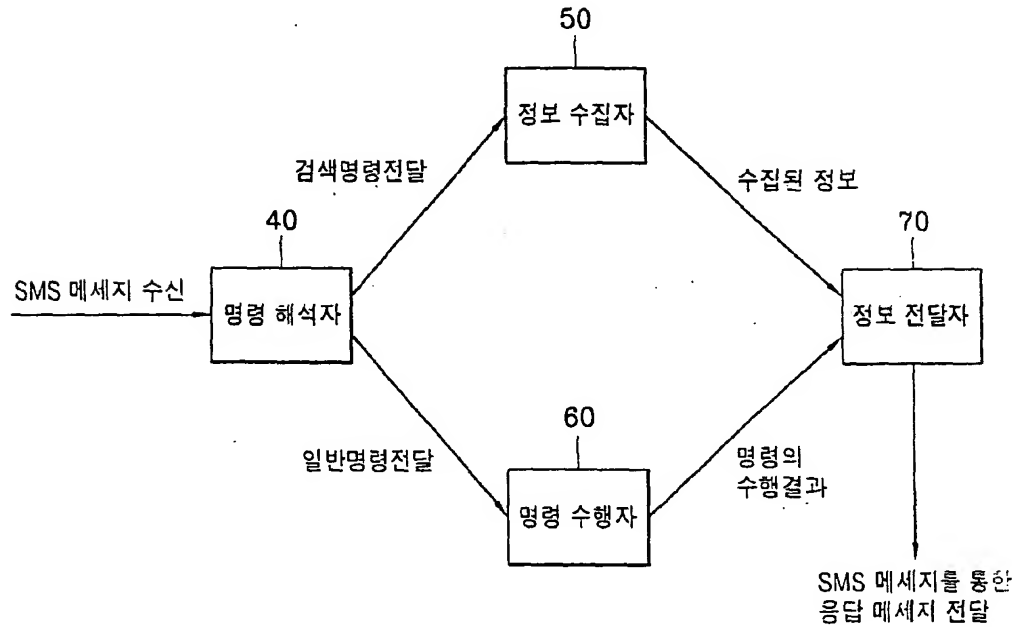 50
정보 수집자
검색명령전달
수집된 정보
40
70
SMS 메세지 수신
명령 해석자
정보 전달자
60
일반명령전달
명령의
수행결과
명령 수행자
SMS 메세지를 통한
응답 메세지 전달